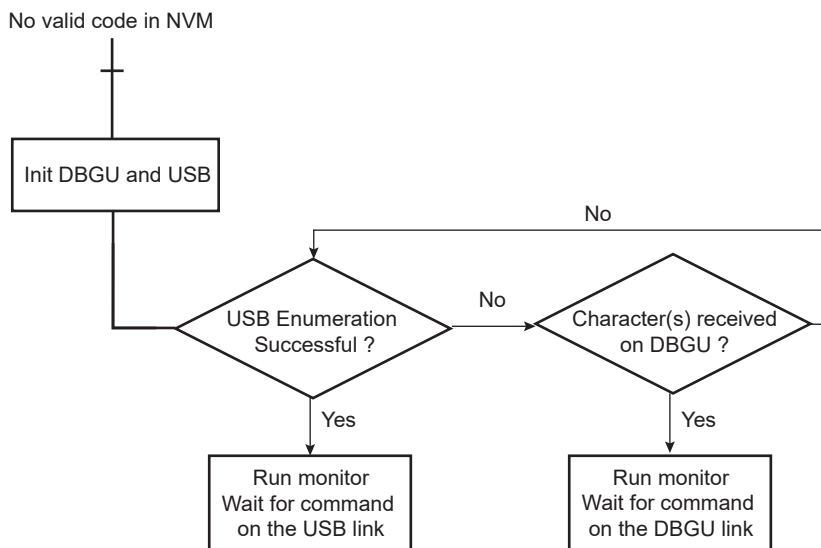 No valid code in NVM
Init DBGU and USB
No
USB Enumeration
Successful ?
No
Character(s) received
on DBGU ?
Yes
Yes
Run monitor
Wait for command
on the USB link
Run monitor
Wait for command
on the DBGU link